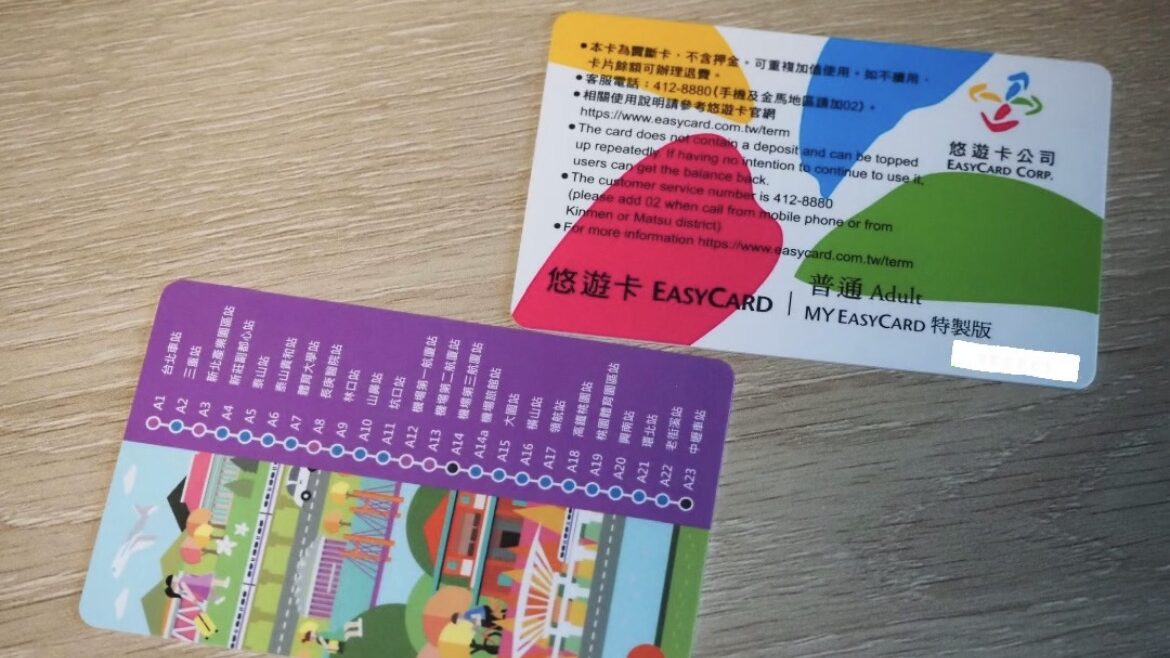 • 本卡為賣斷卡，不含押金。可重複加值使用。如不續用，
卡片餘額可辦理退費。
• 客服電話：412-8880(手機及金馬地區請加02)。
• 相關使用說明請參考悠遊卡官網
https://www.easycard.com.tw/term
• The card does not contain a deposit and can be topped
up repeatedly. If having no intention to continue to use it,
users can get the balance back.
• The customer service number is 412-8880
(please add 02 when call from mobile phone or from
Kinmen or Matsu district)
• For more information https://www.easycard.com.tw/term
悠遊卡公司
EASYCARD CORP.
悠遊卡 EASYCARD | 普通 Adult
MY EASYCARD 特製版
A1 台北車站
A2 三重站
A3 新北產業園區站
A4 新莊副都心站
A5 泰山站
A6 泰山貴和站
A7 體育大學站
A8 長庚醫院站
A9 林口站
A10 山鼻站
A11 坑口站
A12 機場第一航廈站
A13 機場第二航廈站
A14 機場第三航廈站
A14a 機場旅館站
A15 大園站
A16 橫山站
A17 領航站
A18 高鐵桃園站
A19 桃園體育園區站
A20 興南站
A21 環北站
A22 老街溪站
A23 中壢車站